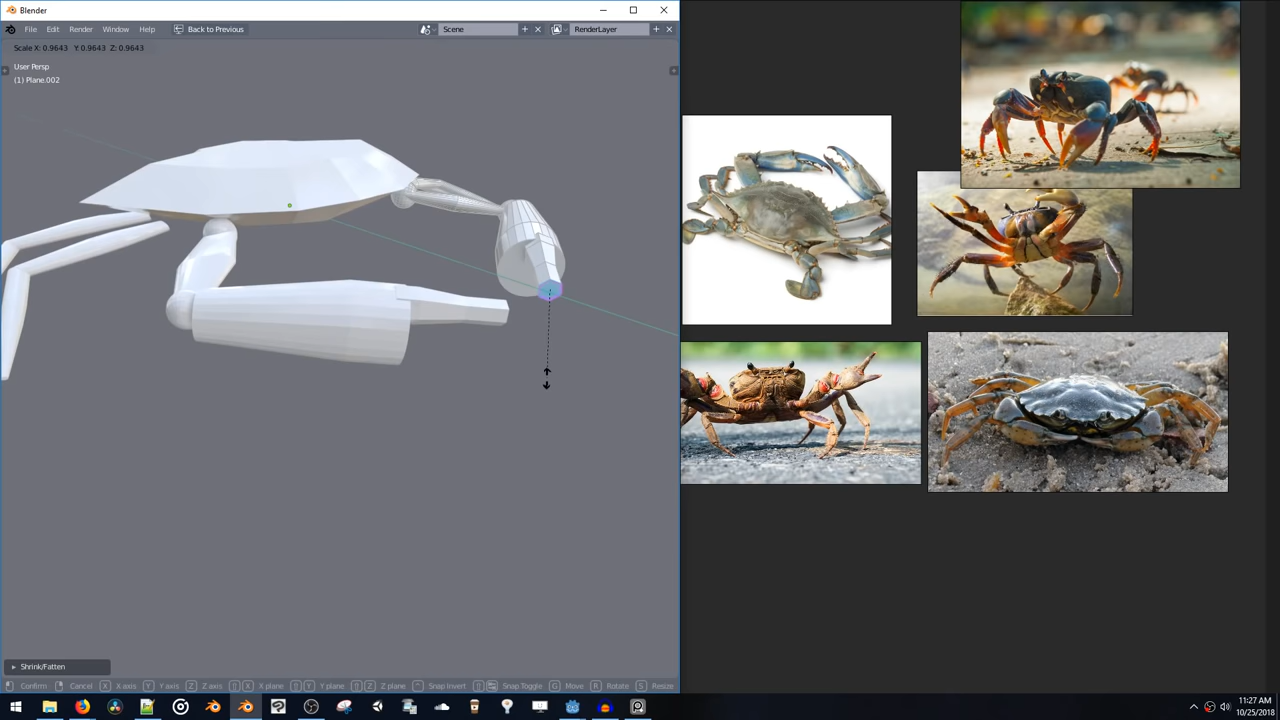 Blender
File Edit Render Window Help Back to Previous Scene RenderLayer
Scale X: 0.9643 Y: 0.9643 Z: 0.9643
User Persp
(1) Plane.002
Shrink/Fatten
Confirm Cancel X X axis Y Y axis Z Z axis X X plane Y Y plane Z Z plane Snap Invert Snap Toggle G Move R Rotate S Resize
11:27 AM
10/25/2018